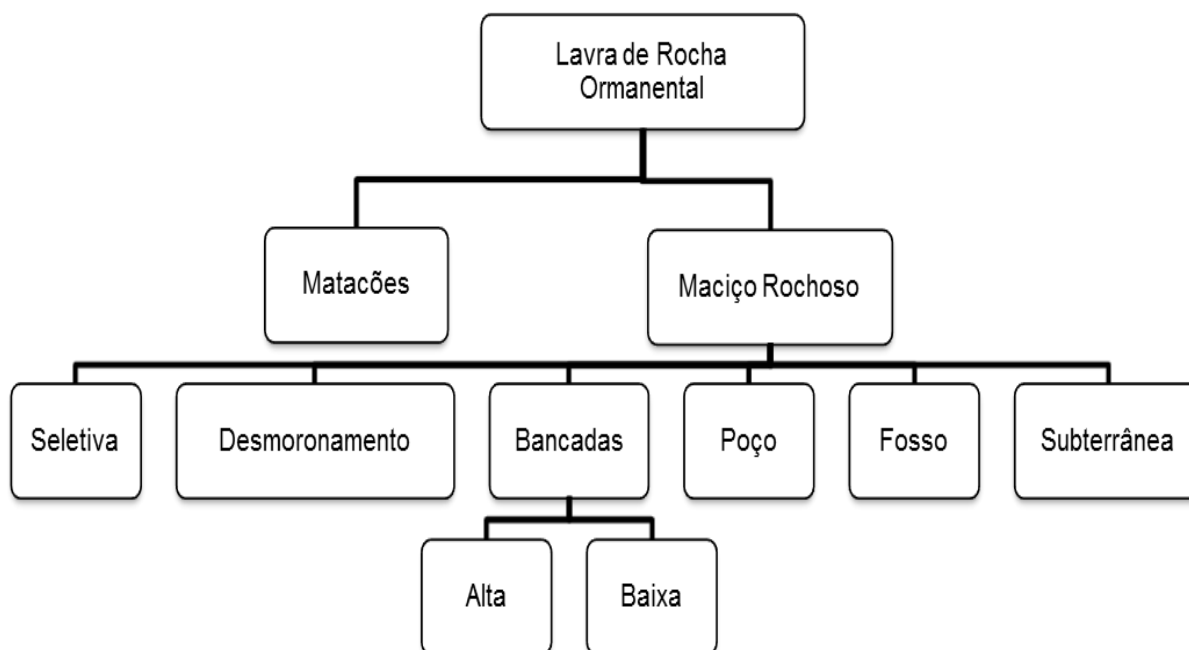 Lavra de Rocha
Ormanental
Matacões
Maciço Rochoso
Seletiva
Desmoronamento
Bancadas
Poço
Fosso
Subterrânea
Alta
Baixa